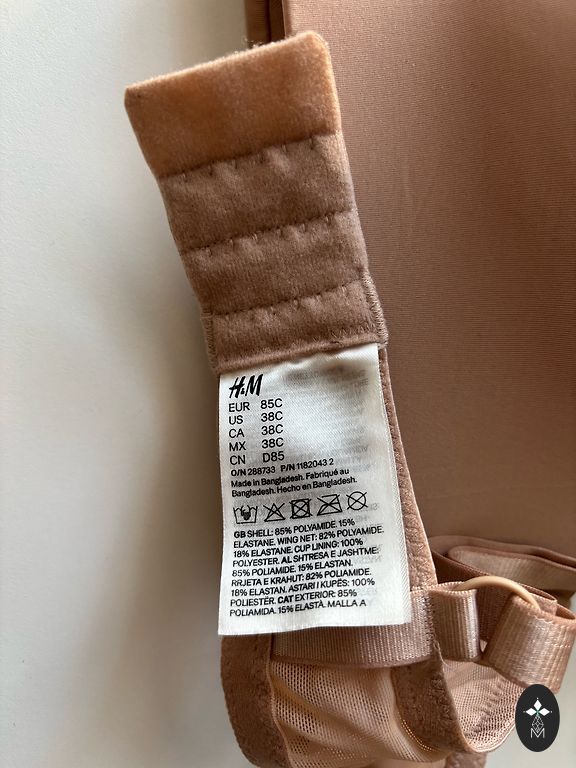 H&M
EUR 85C
US 38C
CA 38C
MX 38C
CN D85
O/N 288733 P/N 1182043 2
Made in Bangladesh. Fabriqué au
Bangladesh. Hecho en Bangladesh.
GB SHELL: 85% POLYAMIDE. 15%
ELASTANE. WING NET: 82% POLYAMIDE.
18% ELASTANE. CUP LINING: 100%
POLYESTER. AL SHTRESA E JASHTME:
85% POLIAMIDE. 15% ELASTAN.
RRJETA E KRAHUT: 82% POLIAMIDE.
18% ELASTAN. ASTARI I KUPËS: 100%
POLIESTËR. CAT EXTERIOR: 85%
POLIAMIDA. 15% ELASTÀ. MALLA A
M